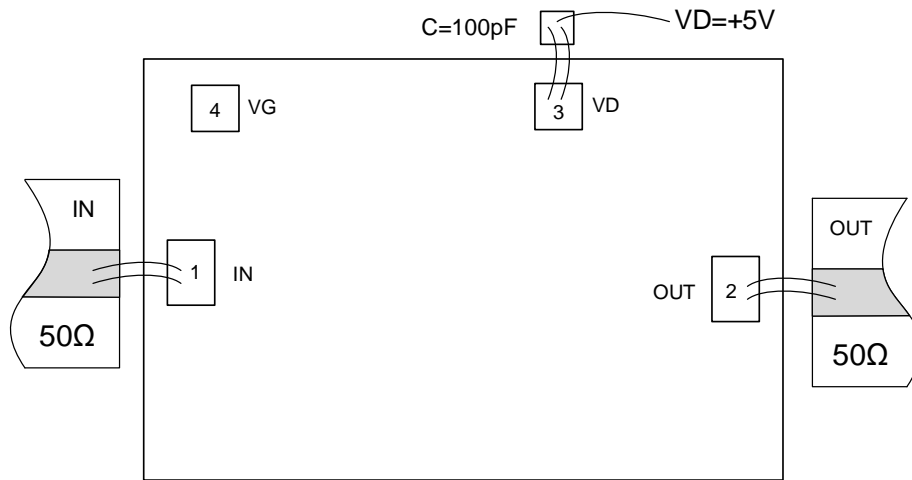 C=100pF
VD=+5V
4
VG
3
VD
IN
OUT
1
IN
OUT
2
50Ω
50Ω